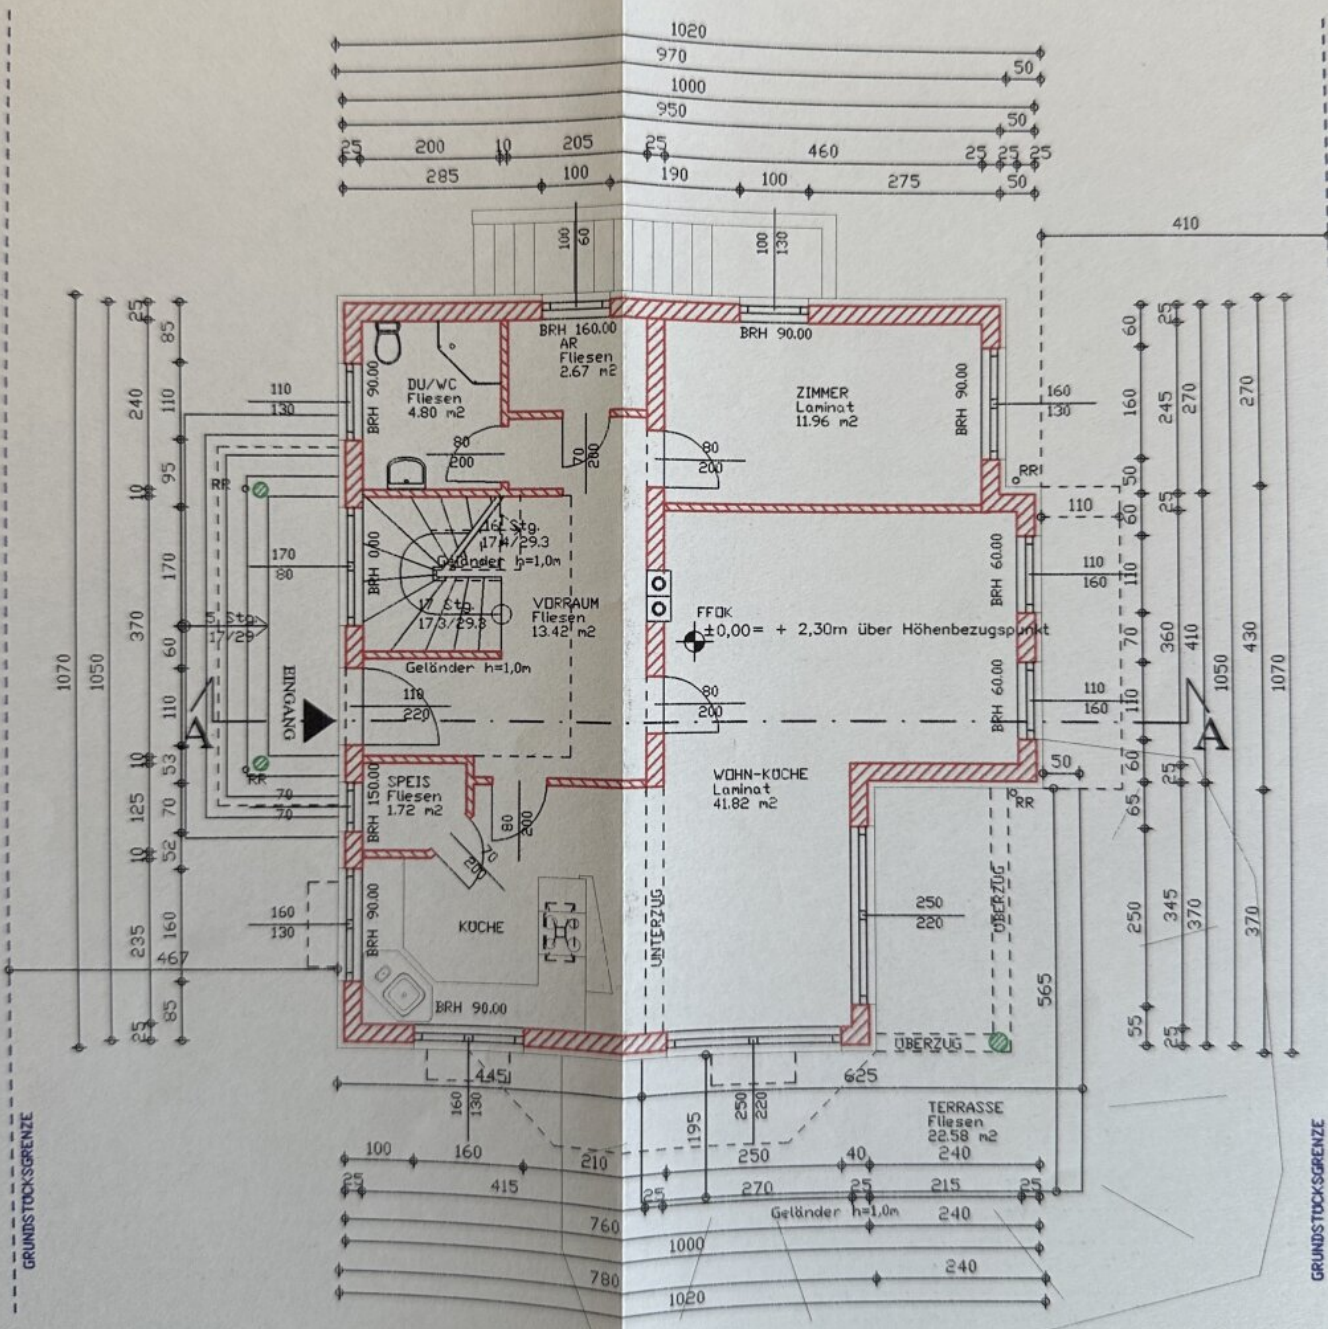 1020
970
50
1000
950
50
25 200 10 205 25 460 25 25 25
285 100 190 100 275 50
410
100
60
100
130
BRH 160.00
AR
Fliesen
2.67 m2
BRH 90.00
DU/WC
Fliesen
4.80 m2
BRH 90.00
80
200
70
200
ZIMMER
Laminat
11.96 m2
BRH 90.00
80
200
110
130
160
130
RR
RR
110
25
240
10
370
10
125
10
235
25
85
110
95
170
60
110
53
70
52
160
85
1070
1050
170
80
BRH 0.00
16 Stg.
17.4/29.3
Geländer h=1,0m
17 Stg.
17.3/29.3
VORRAUM
Fliesen
13.42 m2
Geländer h=1,0m
5 Stg.
17/29
EINGANG
A
110
220
FFOK
±0,00= + 2,30m über Höhenbezugspunkt
BRH 60.00
110
160
BRH 60.00
110
160
80
200
A
60
160
50
60
110
70
110
60
65
250
55
25
245
25
360
25
345
25
270
410
370
1050
270
430
370
1070
RR
70
70
BRH 150.00
SPEIS
Fliesen
1.72 m2
80
200
70
200
WOHN-KÜCHE
Laminat
41.82 m2
50
RR
160
130
467
BRH 90.00
KÜCHE
BRH 90.00
UNTERZUG
250
220
ÜBERZUG
ÜBERZUG
565
445
625
160
130
195
250
220
TERRASSE
Fliesen
22.58 m2
100 160 210 250 40 240
25 415 25 270 25 215 25
Geländer h=1,0m
760 240
1000
780 240
1020
GRUNDSTÜCKSGRENZE
GRUNDSTÜCKSGRENZE